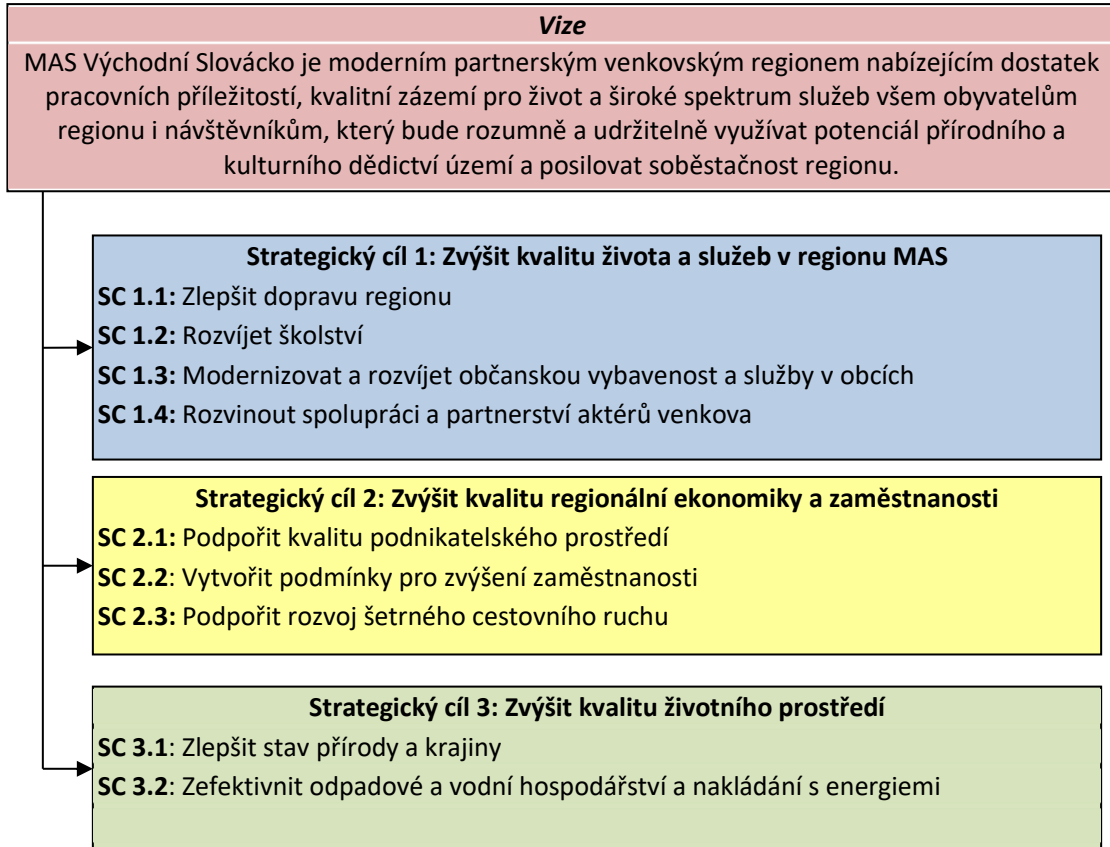 Vize
MAS Východní Slovácko je moderním partnerským venkovským regionem nabízejícím dostatek
pracovních příležitostí, kvalitní zázemí pro život a široké spektrum služeb všem obyvatelům
regionu i návštěvníkům, který bude rozumně a udržitelně využívat potenciál přírodního a
kulturního dědictví území a posilovat soběstačnost regionu.
Strategický cíl 1: Zvýšit kvalitu života a služeb v regionu MAS
SC 1.1: Zlepšit dopravu regionu
SC 1.2: Rozvíjet školství
SC 1.3: Modernizovat a rozvíjet občanskou vybavenost a služby v obcích
SC 1.4: Rozvinout spolupráci a partnerství aktérů venkova
Strategický cíl 2: Zvýšit kvalitu regionální ekonomiky a zaměstnanosti
SC 2.1: Podpořit kvalitu podnikatelského prostředí
SC 2.2: Vytvořit podmínky pro zvýšení zaměstnanosti
SC 2.3: Podpořit rozvoj šetrného cestovního ruchu
Strategický cíl 3: Zvýšit kvalitu životního prostředí
SC 3.1: Zlepšit stav přírody a krajiny
SC 3.2: Zefektivnit odpadové a vodní hospodářství a nakládání s energiemi